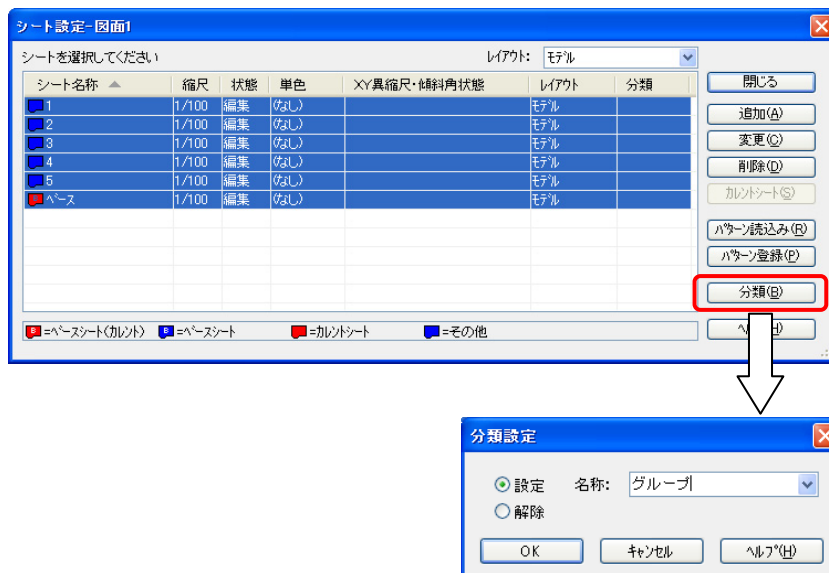 シート設定-図面1
シートを選択してください レイアウト: モデル
シート名称 縮尺 状態 単色 XY異縮尺・傾斜角状態 レイアウト 分類
1 1/100 編集 (なし) モデル
2 1/100 編集 (なし) モデル
3 1/100 編集 (なし) モデル
4 1/100 編集 (なし) モデル
5 1/100 編集 (なし) モデル
ベース 1/100 編集 (なし) モデル
閉じる
追加(A)
変更(C)
削除(D)
カレントシート(S)
パターン読込み(R)
パターン登録(P)
分類(B)
B=ベースシート(カレント) B=ベースシート =カレントシート =その他
分類設定
設定 名称: グループ
解除
OK キャンセル ヘルプ(H)